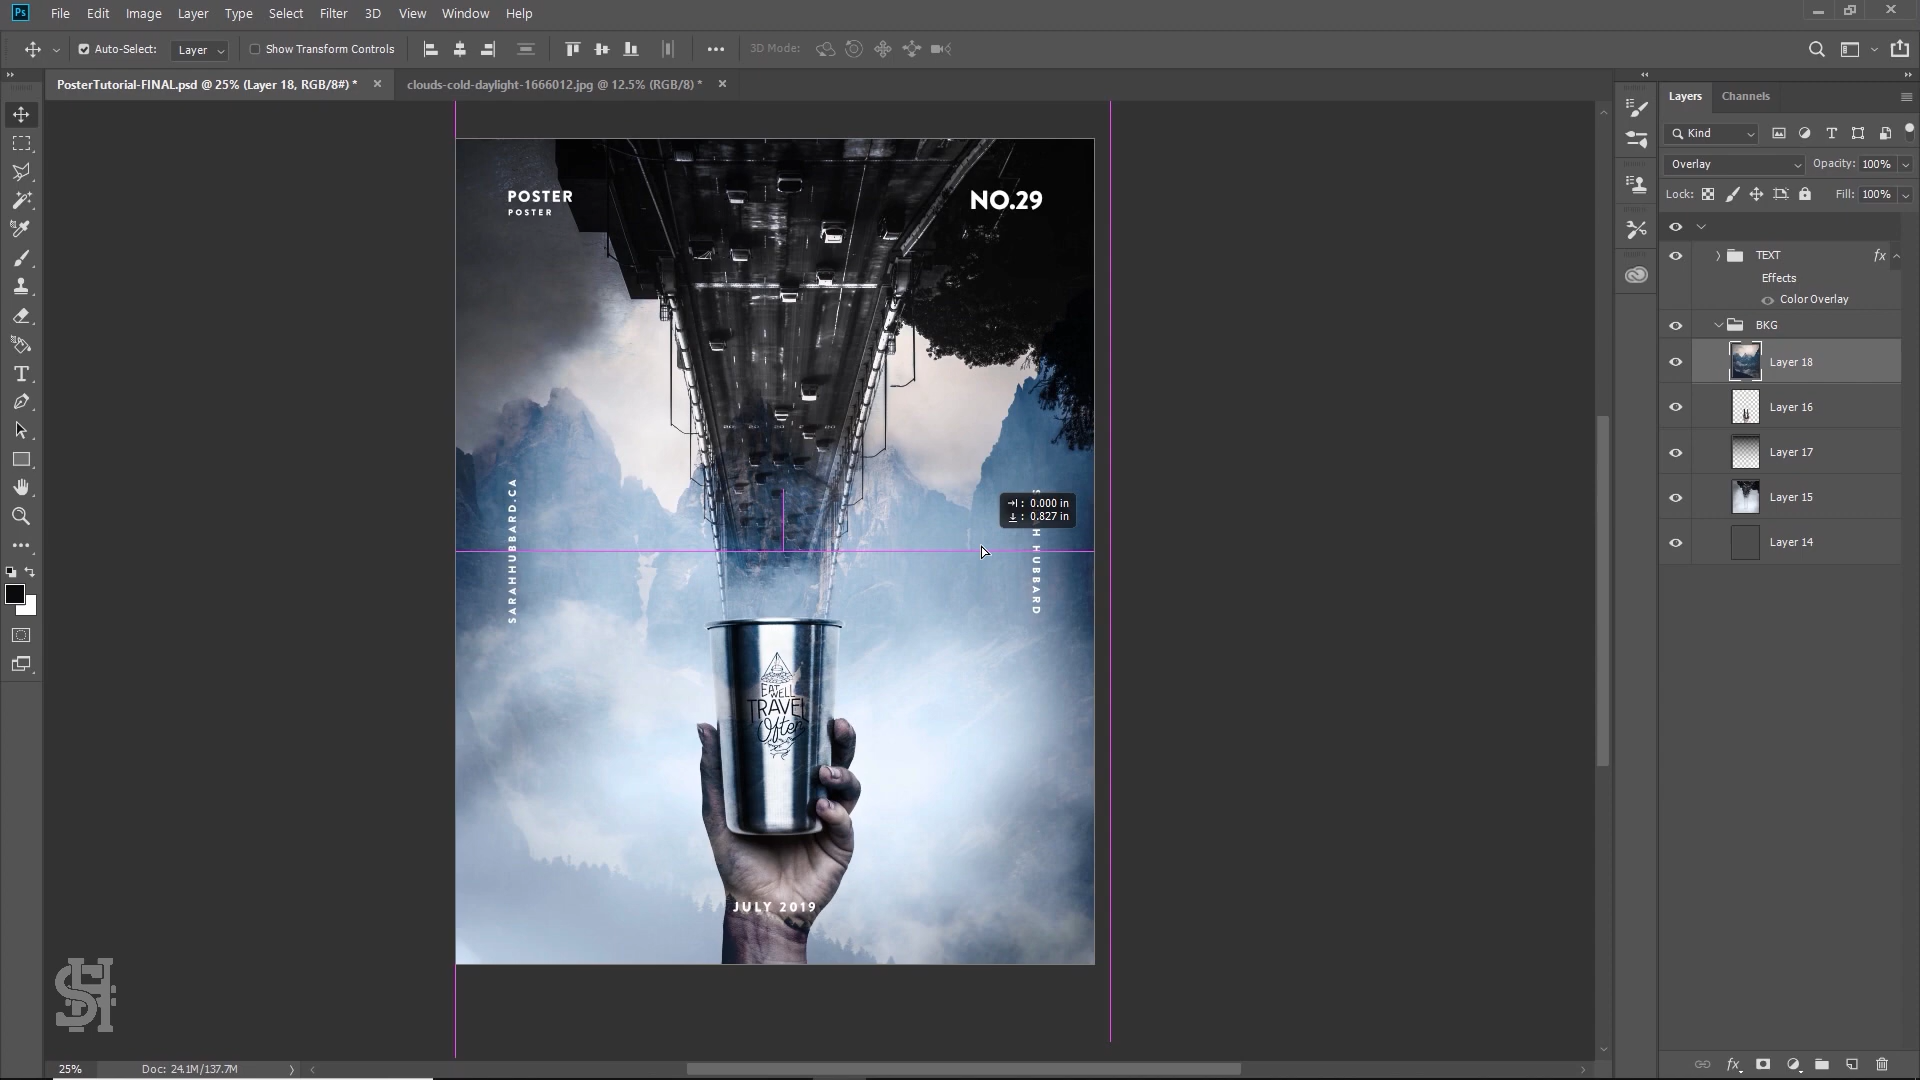 Ps File Edit Image Layer Type Select Filter 3D View Window Help
Auto-Select: Layer Show Transform Controls 3D Mode:
PosterTutorial-FINAL.psd @ 25% (Layer 18, RGB/8#) * clouds-cold-daylight-1666012.jpg @ 12.5% (RGB/8) *
Layers Channels
Kind
Overlay Opacity: 100%
Lock: Fill: 100%
TEXT fx
Effects
Color Overlay
BKG
Layer 18
Layer 16
Layer 17
Layer 15
Layer 14
POSTER
POSTER
NO.29
SARAHHUBBARD.CA
HUBBARD
: 0.000 in
: 0.827 in
EAT
WELL
TRAVEL
Often
JULY 2019
SH
25% Doc: 24.1M/137.7M
fx